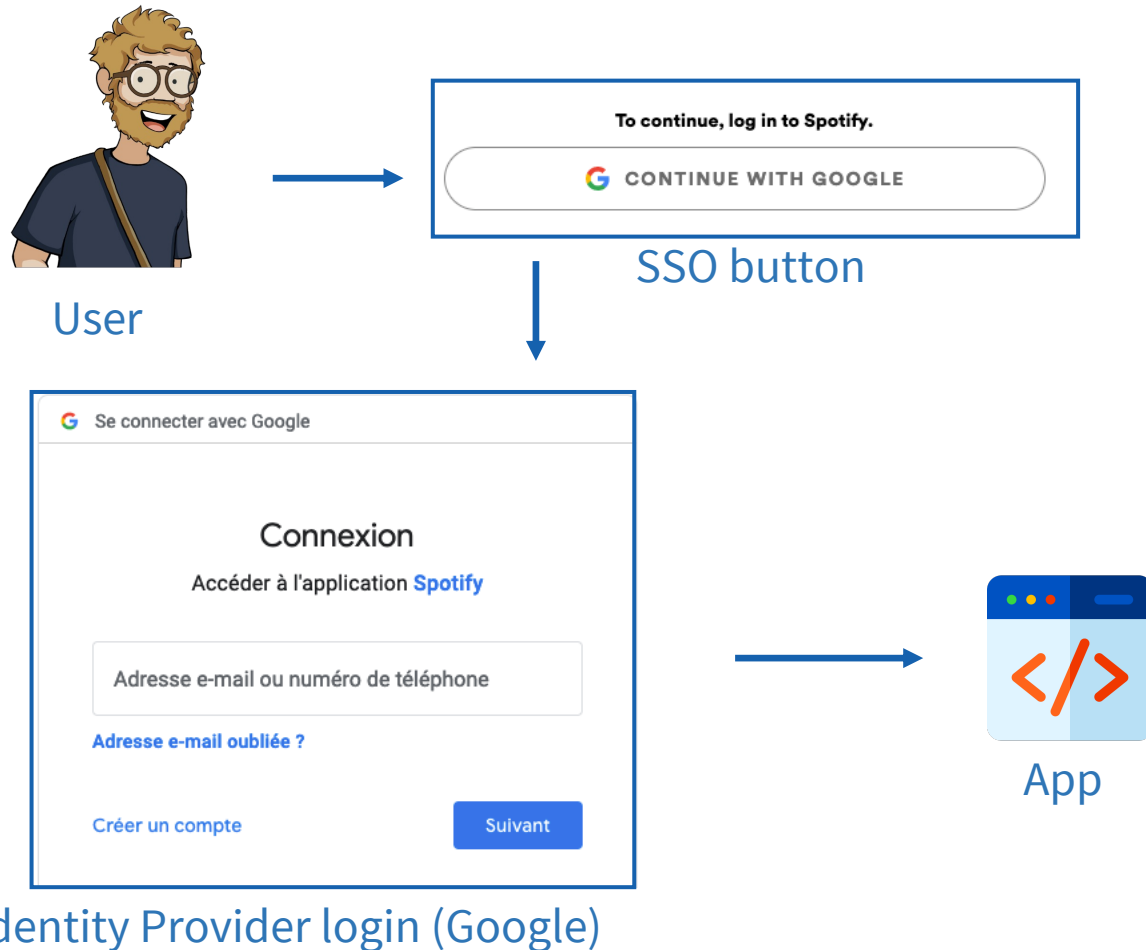 To continue, log in to Spotify.
CONTINUE WITH GOOGLE
SSO button
User
Se connecter avec Google
Connexion
Accéder à l'application Spotify
Adresse e-mail ou numéro de téléphone
Adresse e-mail oubliée ?
Créer un compte
Suivant
</>
App
dentity Provider login (Google)